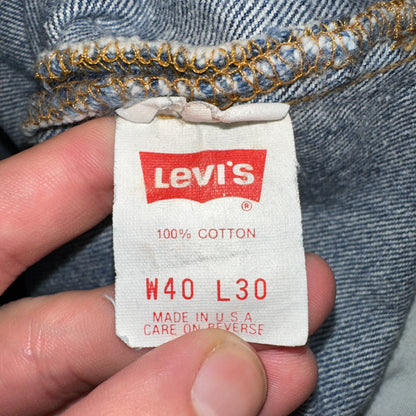 Levi's
®
100% COTTON
W40 L30
MADE IN U.S.A
CARE ON REVERSE